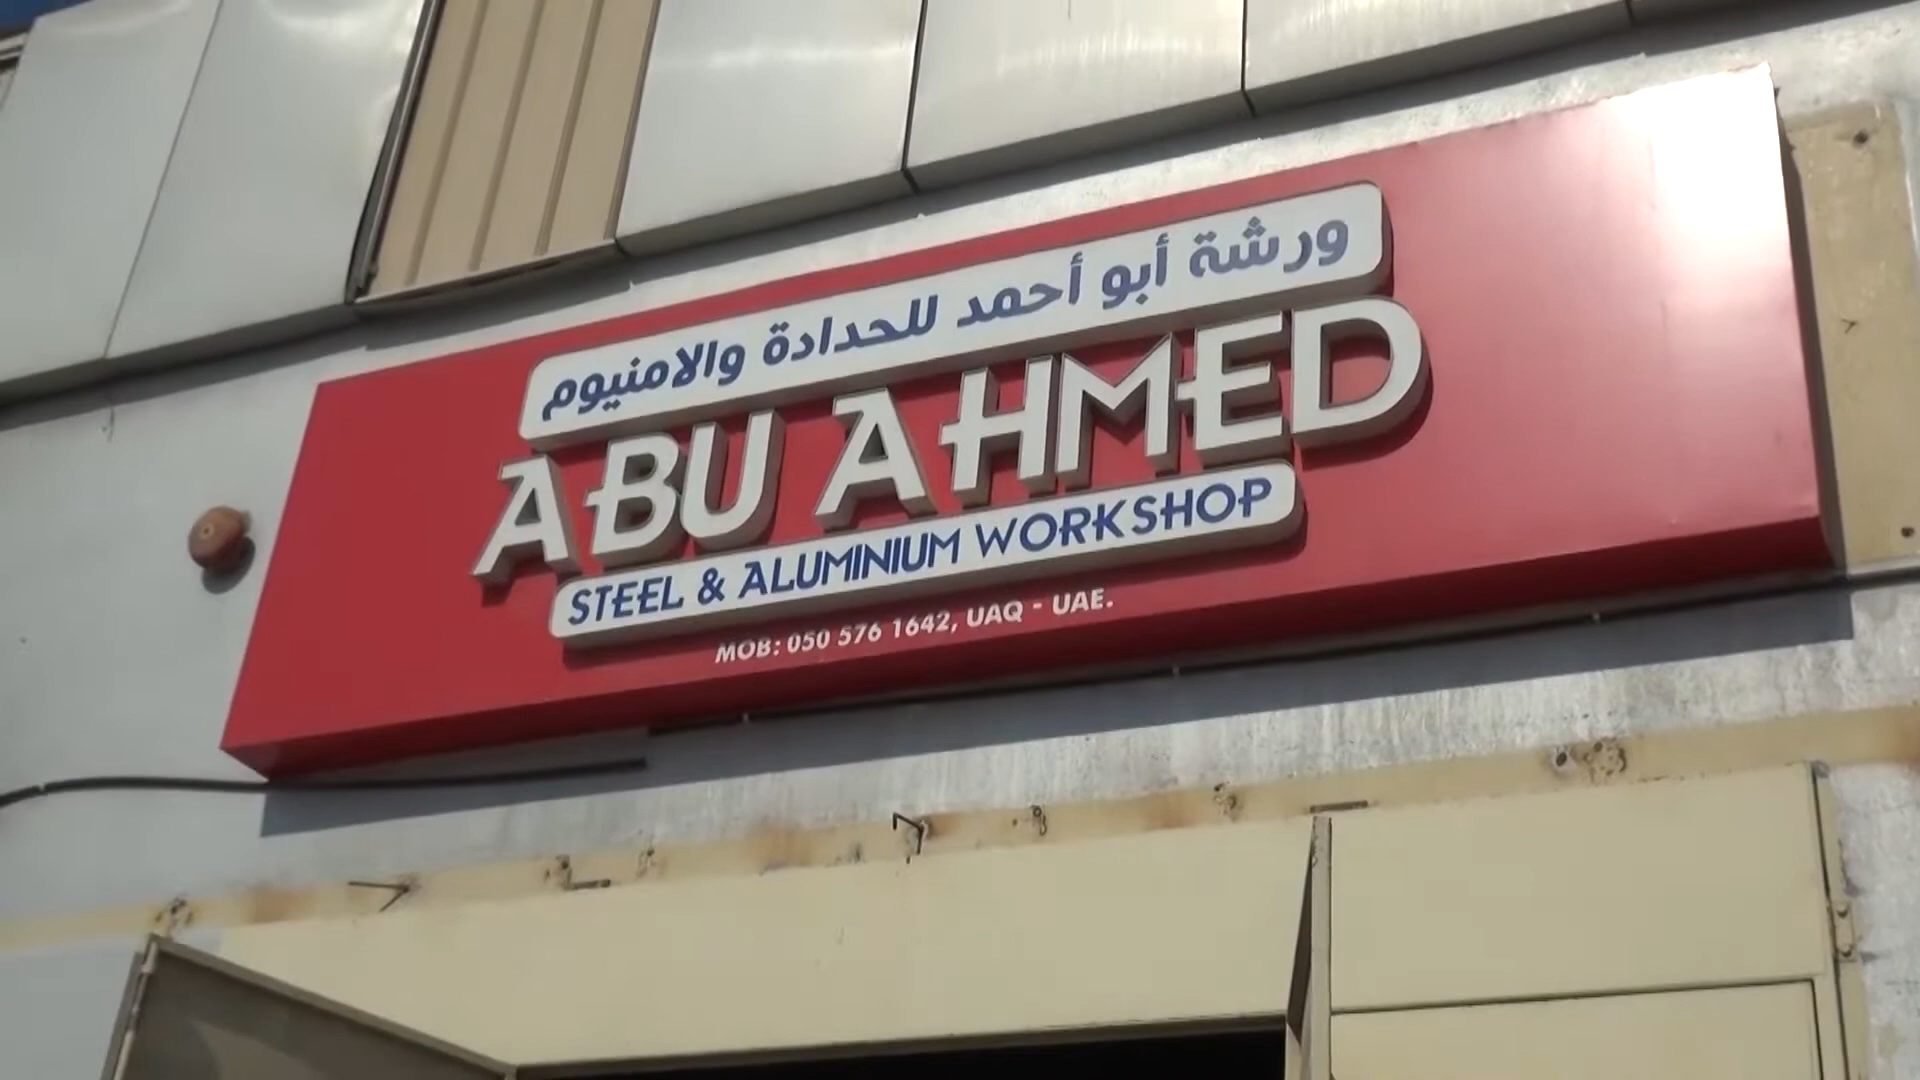 ورشة أبو أحمد للحدادة والامنيوم
ABU AHMED
STEEL & ALUMINIUM WORKSHOP
MOB: 050 576 1642, UAQ - UAE.